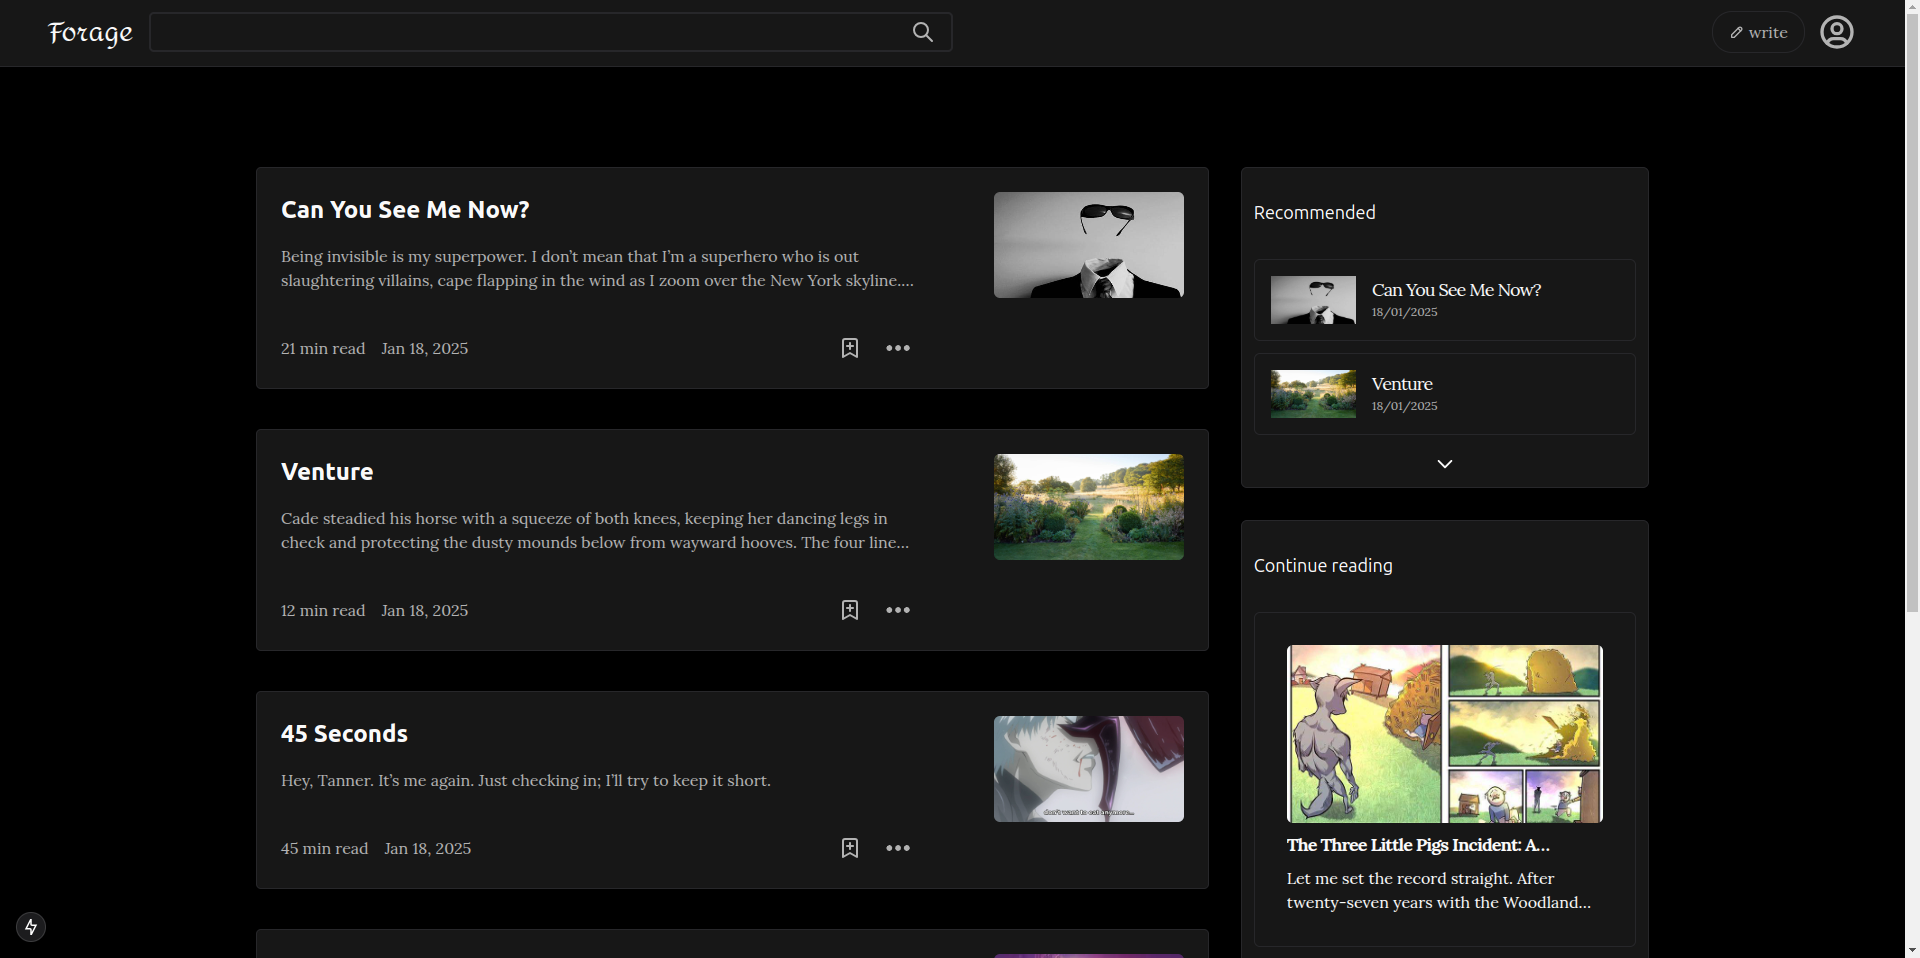 Forage
write
Can You See Me Now?
Being invisible is my superpower. I don’t mean that I’m a superhero who is out
slaughtering villains, cape flapping in the wind as I zoom over the New York skyline....
21 min read Jan 18, 2025
Venture
Cade steadied his horse with a squeeze of both knees, keeping her dancing legs in
check and protecting the dusty mounds below from wayward hooves. The four line...
12 min read Jan 18, 2025
45 Seconds
Hey, Tanner. It’s me again. Just checking in; I’ll try to keep it short.
don't want to eat anymore...
45 min read Jan 18, 2025
Recommended
Can You See Me Now?
18/01/2025
Venture
18/01/2025
Continue reading
The Three Little Pigs Incident: A...
Let me set the record straight. After
twenty-seven years with the Woodland...